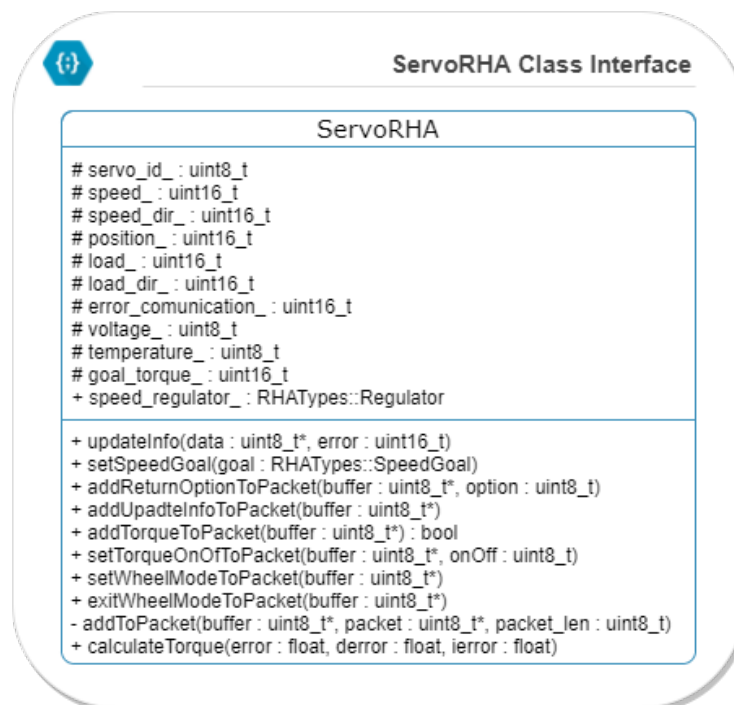 {;}
ServoRHA Class Interface
ServoRHA
# servo_id_ : uint8_t
# speed_ : uint16_t
# speed_dir_ : uint16_t
# position_ : uint16_t
# load_ : uint16_t
# load_dir_ : uint16_t
# error_comunication_ : uint16_t
# voltage_ : uint8_t
# temperature_ : uint8_t
# goal_torque_ : uint16_t
+ speed_regulator_ : RHATypes::Regulator
+ updateInfo(data : uint8_t*, error : uint16_t)
+ setSpeedGoal(goal : RHATypes::SpeedGoal)
+ addReturnOptionToPacket(buffer : uint8_t*, option : uint8_t)
+ addUpadteInfoToPacket(buffer : uint8_t*)
+ addTorqueToPacket(buffer : uint8_t*) : bool
+ setTorqueOnOfToPacket(buffer : uint8_t*, onOff : uint8_t)
+ setWheelModeToPacket(buffer : uint8_t*)
+ exitWheelModeToPacket(buffer : uint8_t*)
- addToPacket(buffer : uint8_t*, packet : uint8_t*, packet_len : uint8_t)
+ calculateTorque(error : float, derror : float, ierror : float)